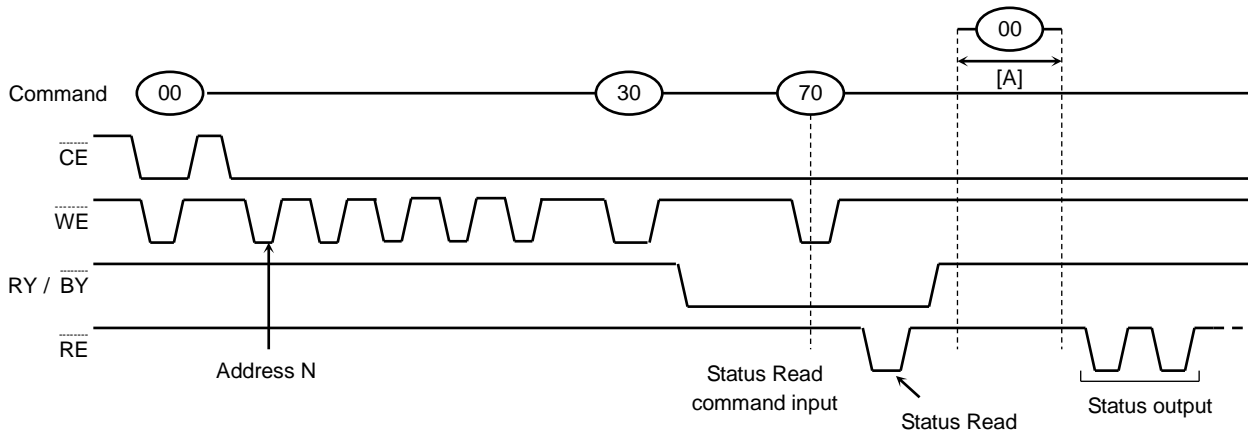 00
[A]
Command 00 30 70
CE
WE
RY / BY
RE
Address N
Status Read
command input
Status Read
Status output